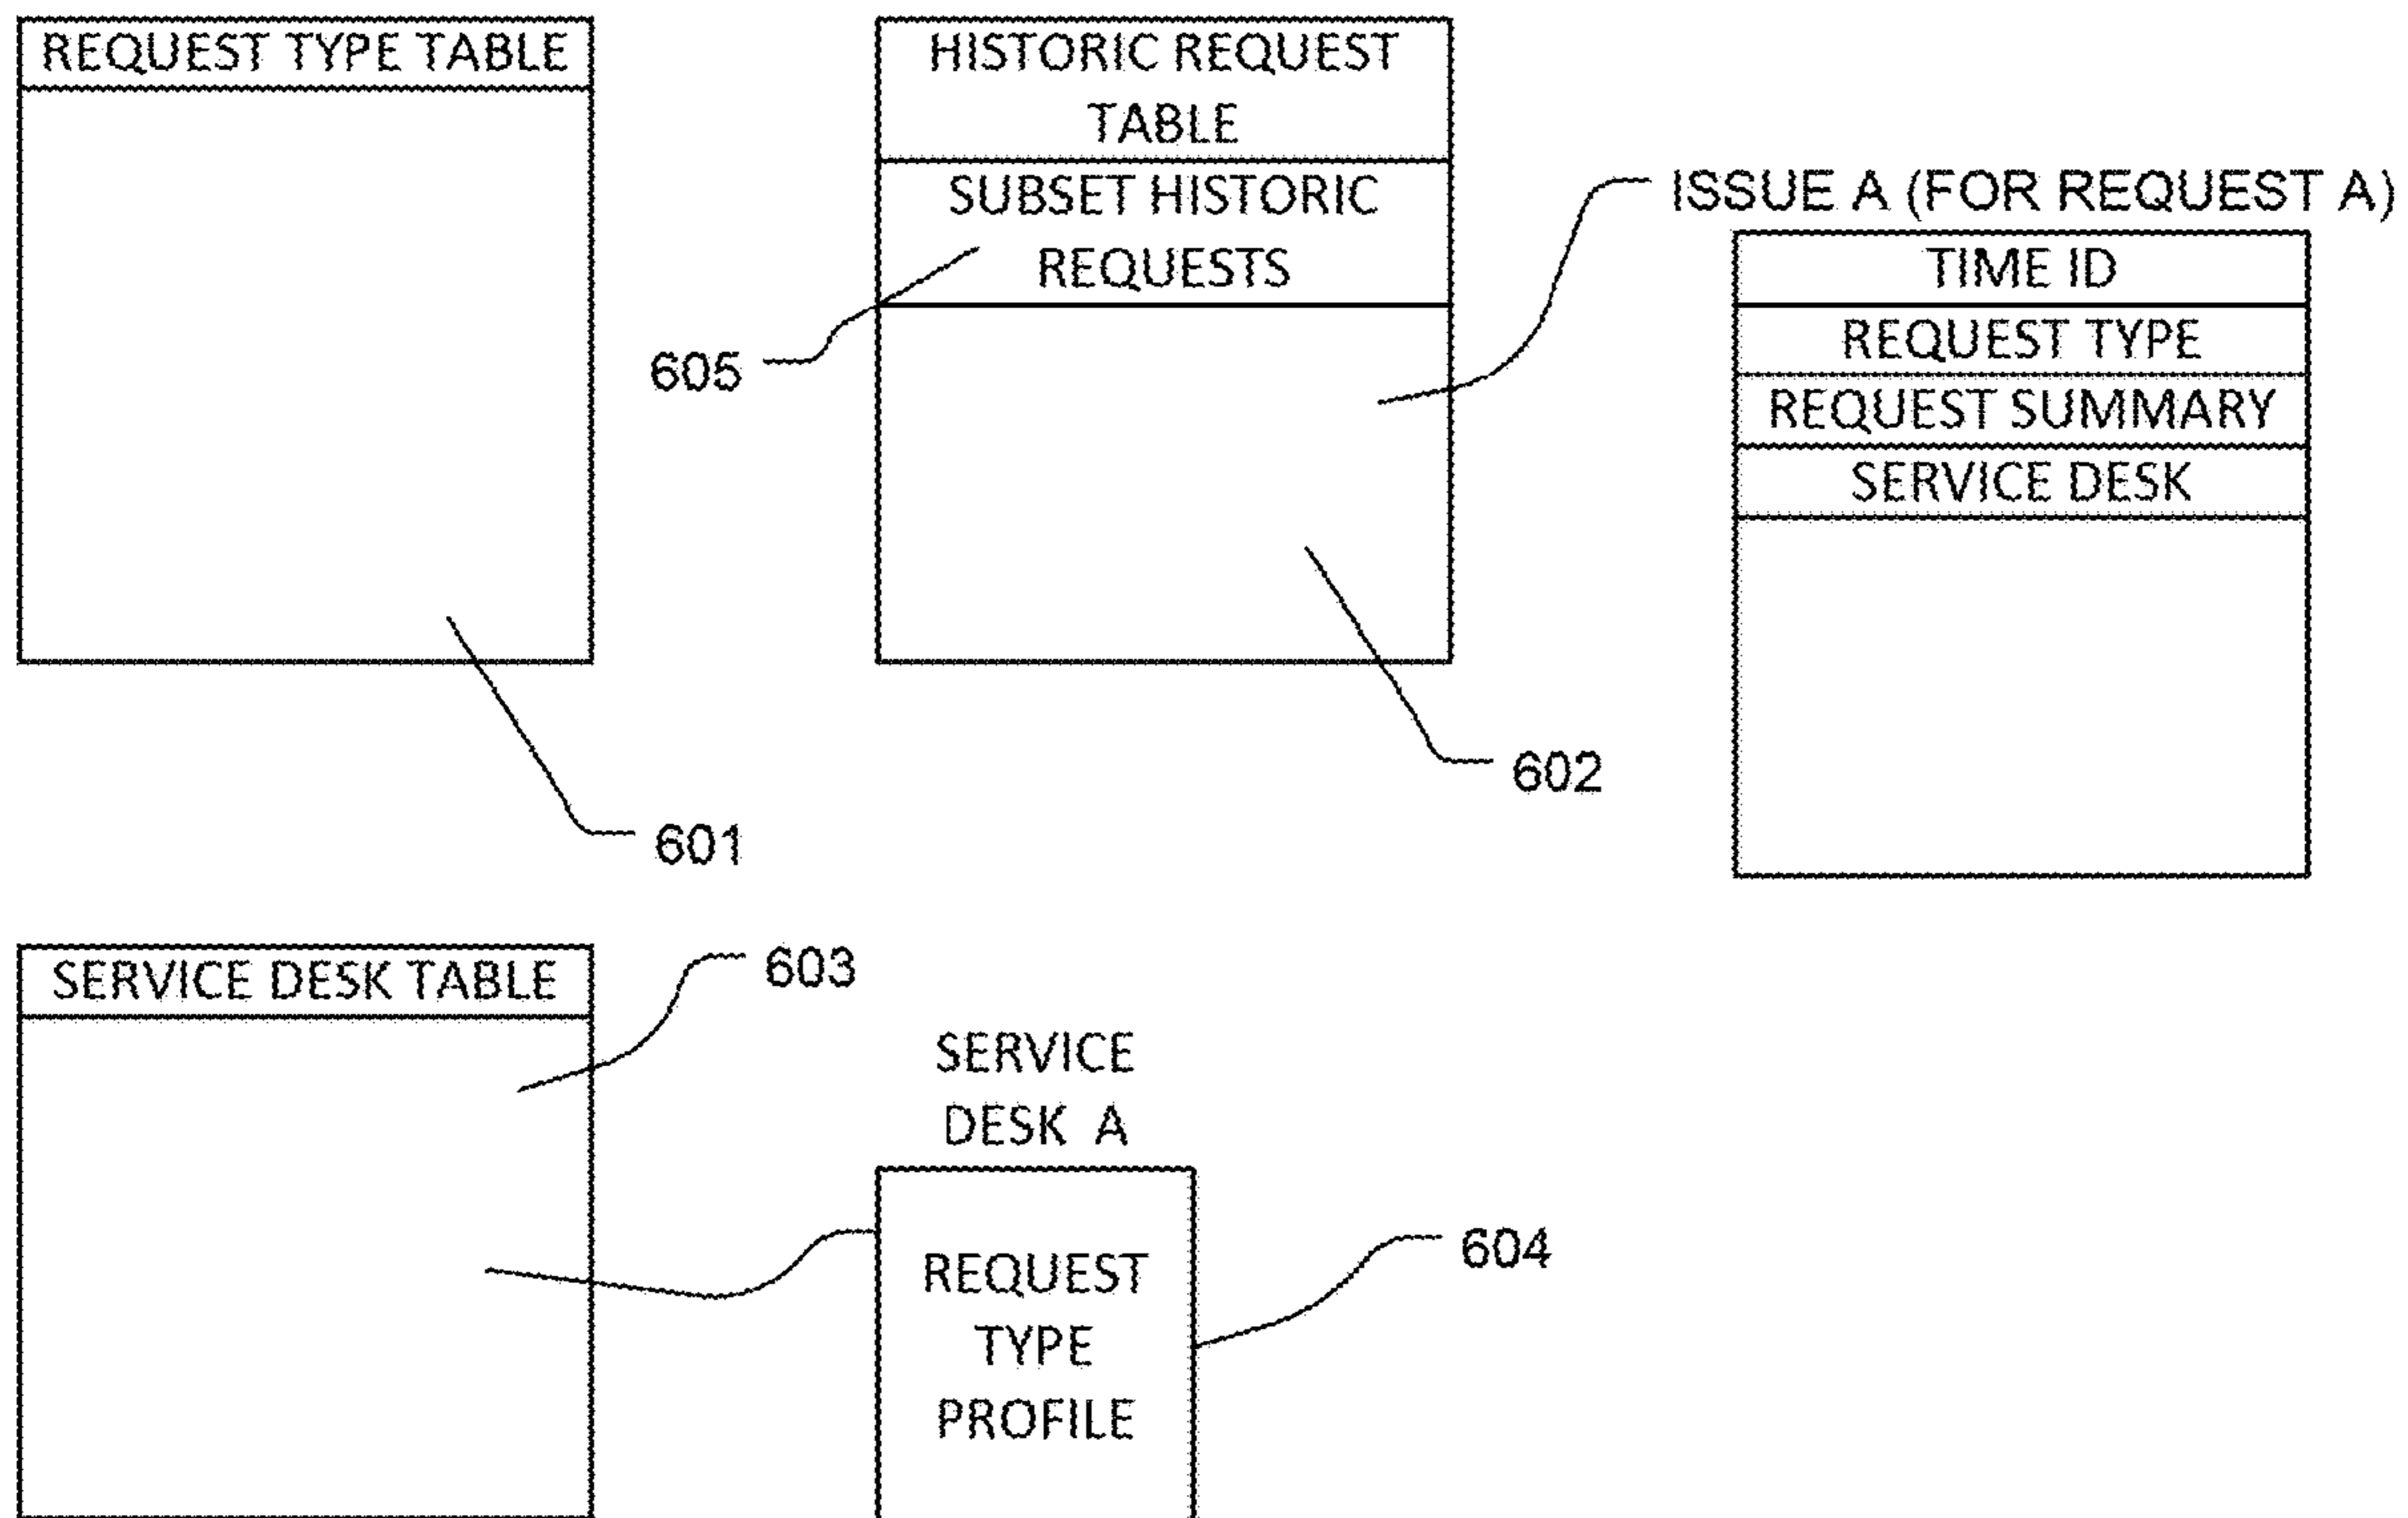 REQUEST TYPE TABLE
HISTORIC REQUEST
TABLE
SUBSET HISTORIC
REQUESTS
605
ISSUE A (FOR REQUEST A)
TIME ID
REQUEST TYPE
REQUEST SUMMARY
SERVICE DESK
602
601
SERVICE DESK TABLE
603
SERVICE
DESK A
REQUEST
TYPE
PROFILE
604